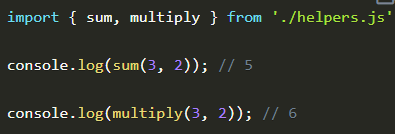 import { sum, multiply } from './helpers.js'
console.log(sum(3, 2)); // 5
console.log(multiply(3, 2)); // 6